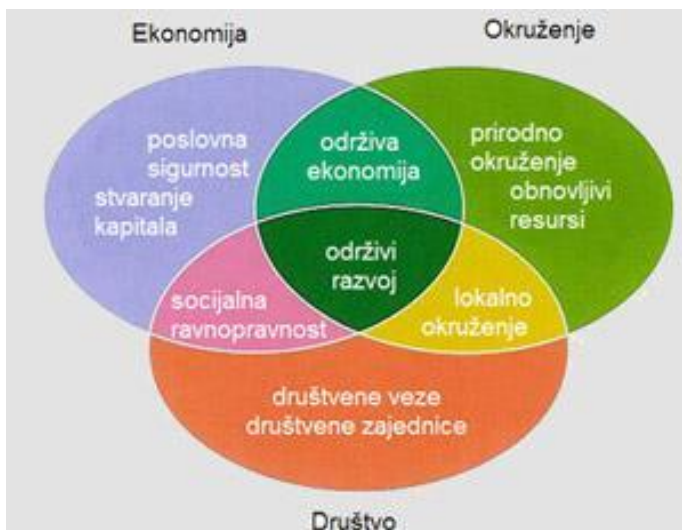 Ekonomija
Okruženje
poslovna
sigurnost
stvaranje
kapitala
održiva
ekonomija
prirodno
okruženje
obnovljivi
resursi
održivi
razvoj
socijalna
ravnopravnost
lokalno
okruženje
društvene veze
društvene zajednice
Društvo